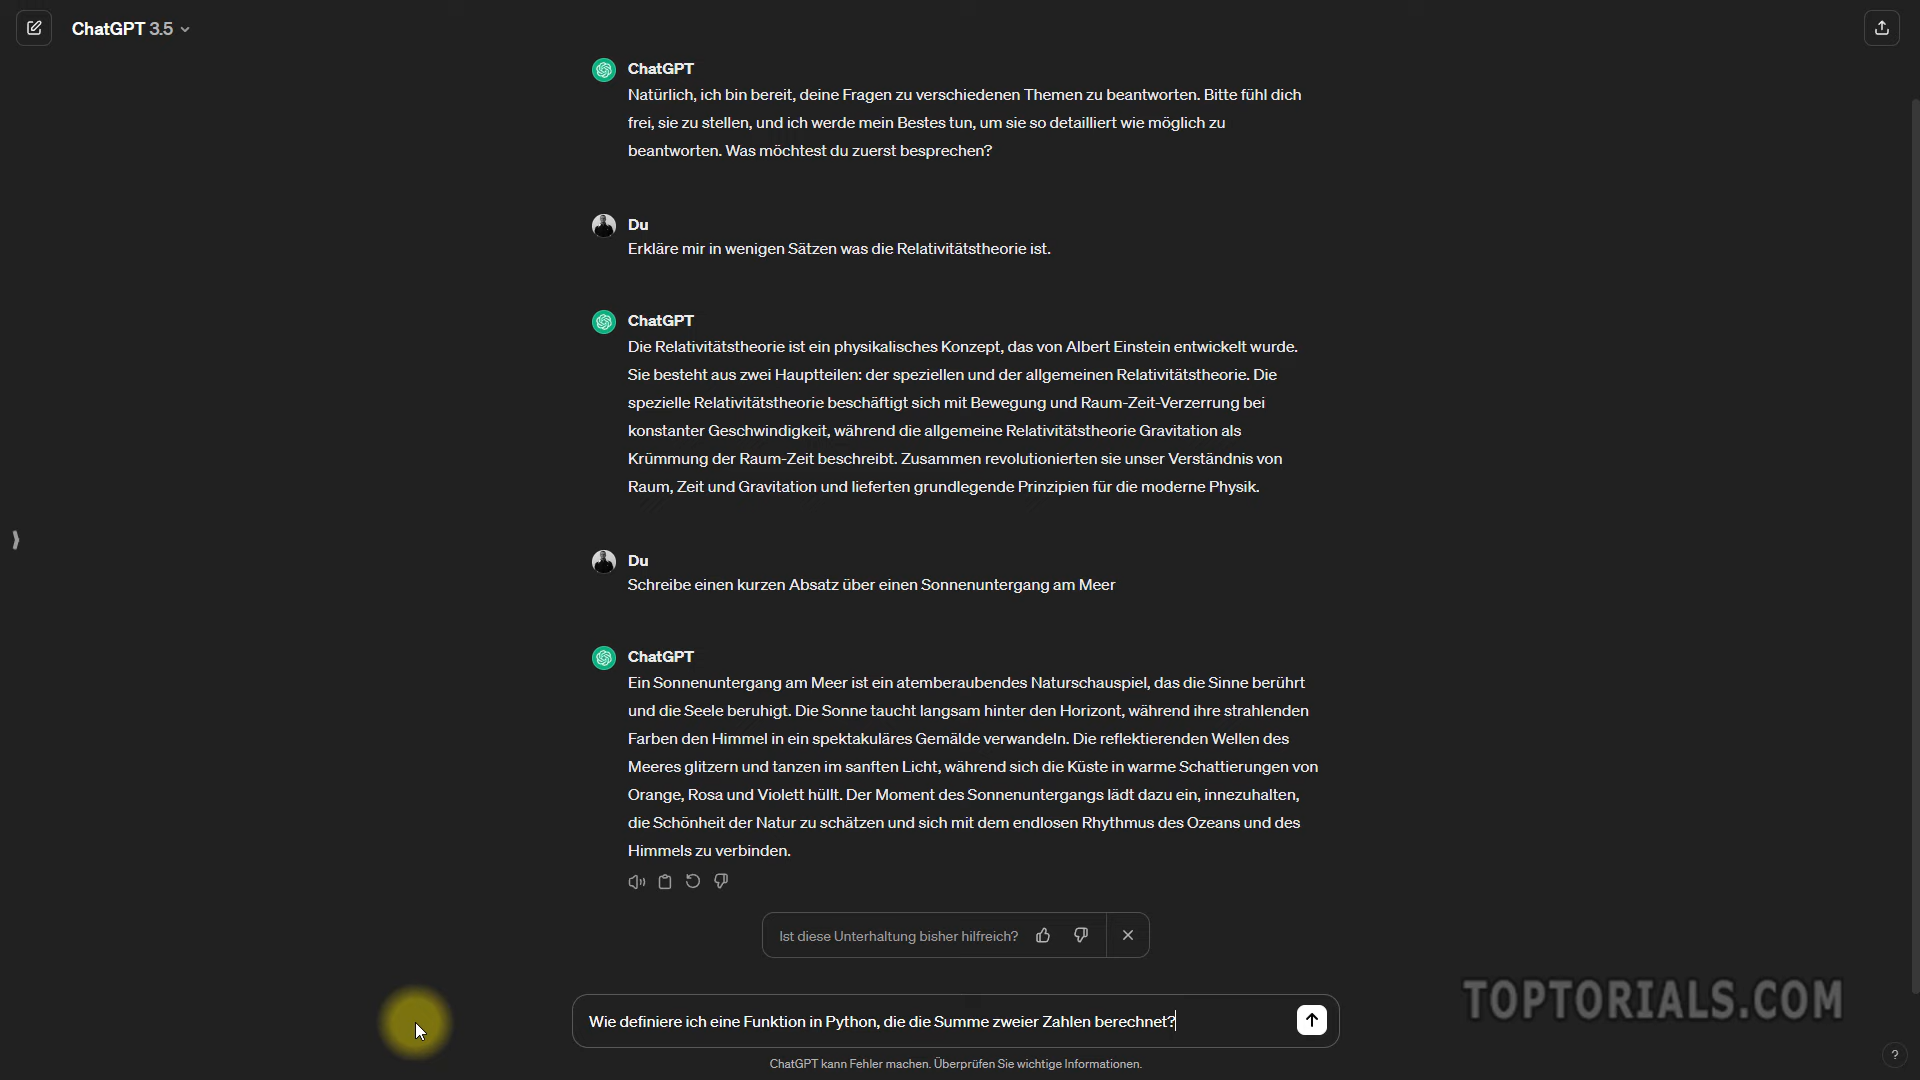 ChatGPT 3.5
ChatGPT
Natürlich, ich bin bereit, deine Fragen zu verschiedenen Themen zu beantworten. Bitte fühl dich
frei, sie zu stellen, und ich werde mein Bestes tun, um sie so detailliert wie möglich zu
beantworten. Was möchtest du zuerst besprechen?
Du
Erkläre mir in wenigen Sätzen was die Relativitätstheorie ist.
ChatGPT
Die Relativitätstheorie ist ein physikalisches Konzept, das von Albert Einstein entwickelt wurde.
Sie besteht aus zwei Hauptteilen: der speziellen und der allgemeinen Relativitätstheorie. Die
spezielle Relativitätstheorie beschäftigt sich mit Bewegung und Raum-Zeit-Verzerrung bei
konstanter Geschwindigkeit, während die allgemeine Relativitätstheorie Gravitation als
Krümmung der Raum-Zeit beschreibt. Zusammen revolutionierten sie unser Verständnis von
Raum, Zeit und Gravitation und lieferten grundlegende Prinzipien für die moderne Physik.
Du
Schreibe einen kurzen Absatz über einen Sonnenuntergang am Meer
ChatGPT
Ein Sonnenuntergang am Meer ist ein atemberaubendes Naturschauspiel, das die Sinne berührt
und die Seele beruhigt. Die Sonne taucht langsam hinter den Horizont, während ihre strahlenden
Farben den Himmel in ein spektakuläres Gemälde verwandeln. Die reflektierenden Wellen des
Meeres glitzern und tanzen im sanften Licht, während sich die Küste in warme Schattierungen von
Orange, Rosa und Violett hüllt. Der Moment des Sonnenuntergangs lädt dazu ein, innezuhalten,
die Schönheit der Natur zu schätzen und sich mit dem endlosen Rhythmus des Ozeans und des
Himmels zu verbinden.
Ist diese Unterhaltung bisher hilfreich?
Wie definiere ich eine Funktion in Python, die die Summe zweier Zahlen berechnet?
TOPTORIALS.COM
ChatGPT kann Fehler machen. Überprüfen Sie wichtige Informationen.
?